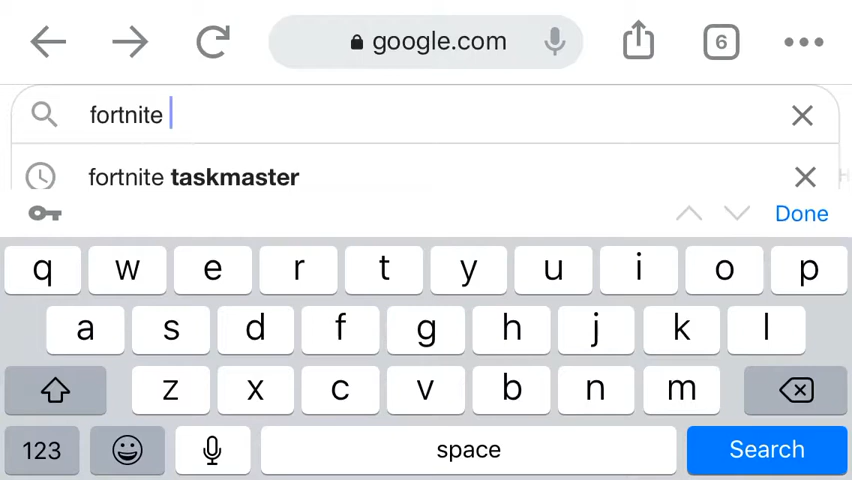 google.com
6
fortnite
fortnite taskmaster
Done
q w e r t y u i o p
a s d f g h j k l
z x c v b n m
123 space Search